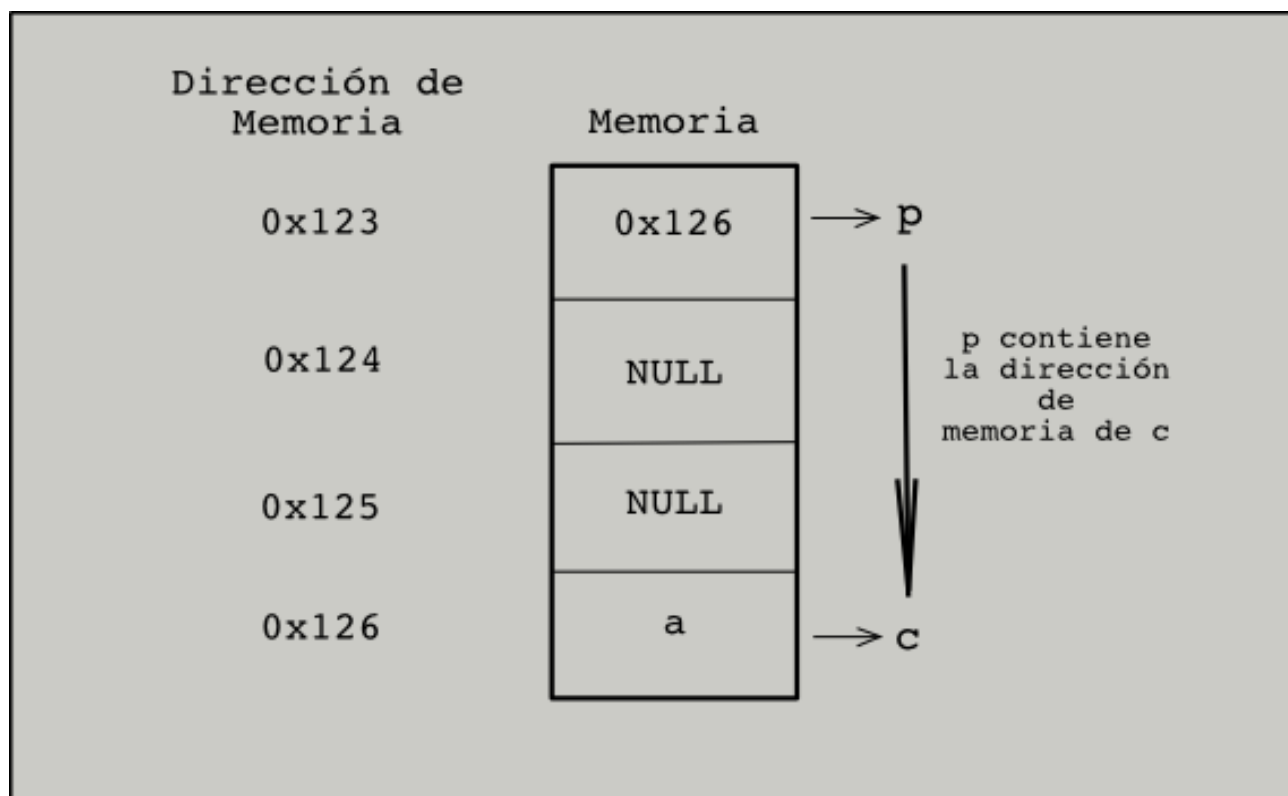 Dirección de
Memoria
Memoria
0x123
0x126
p
0x124
NULL
p contiene
la dirección
de
memoria de c
0x125
NULL
0x126
a
c